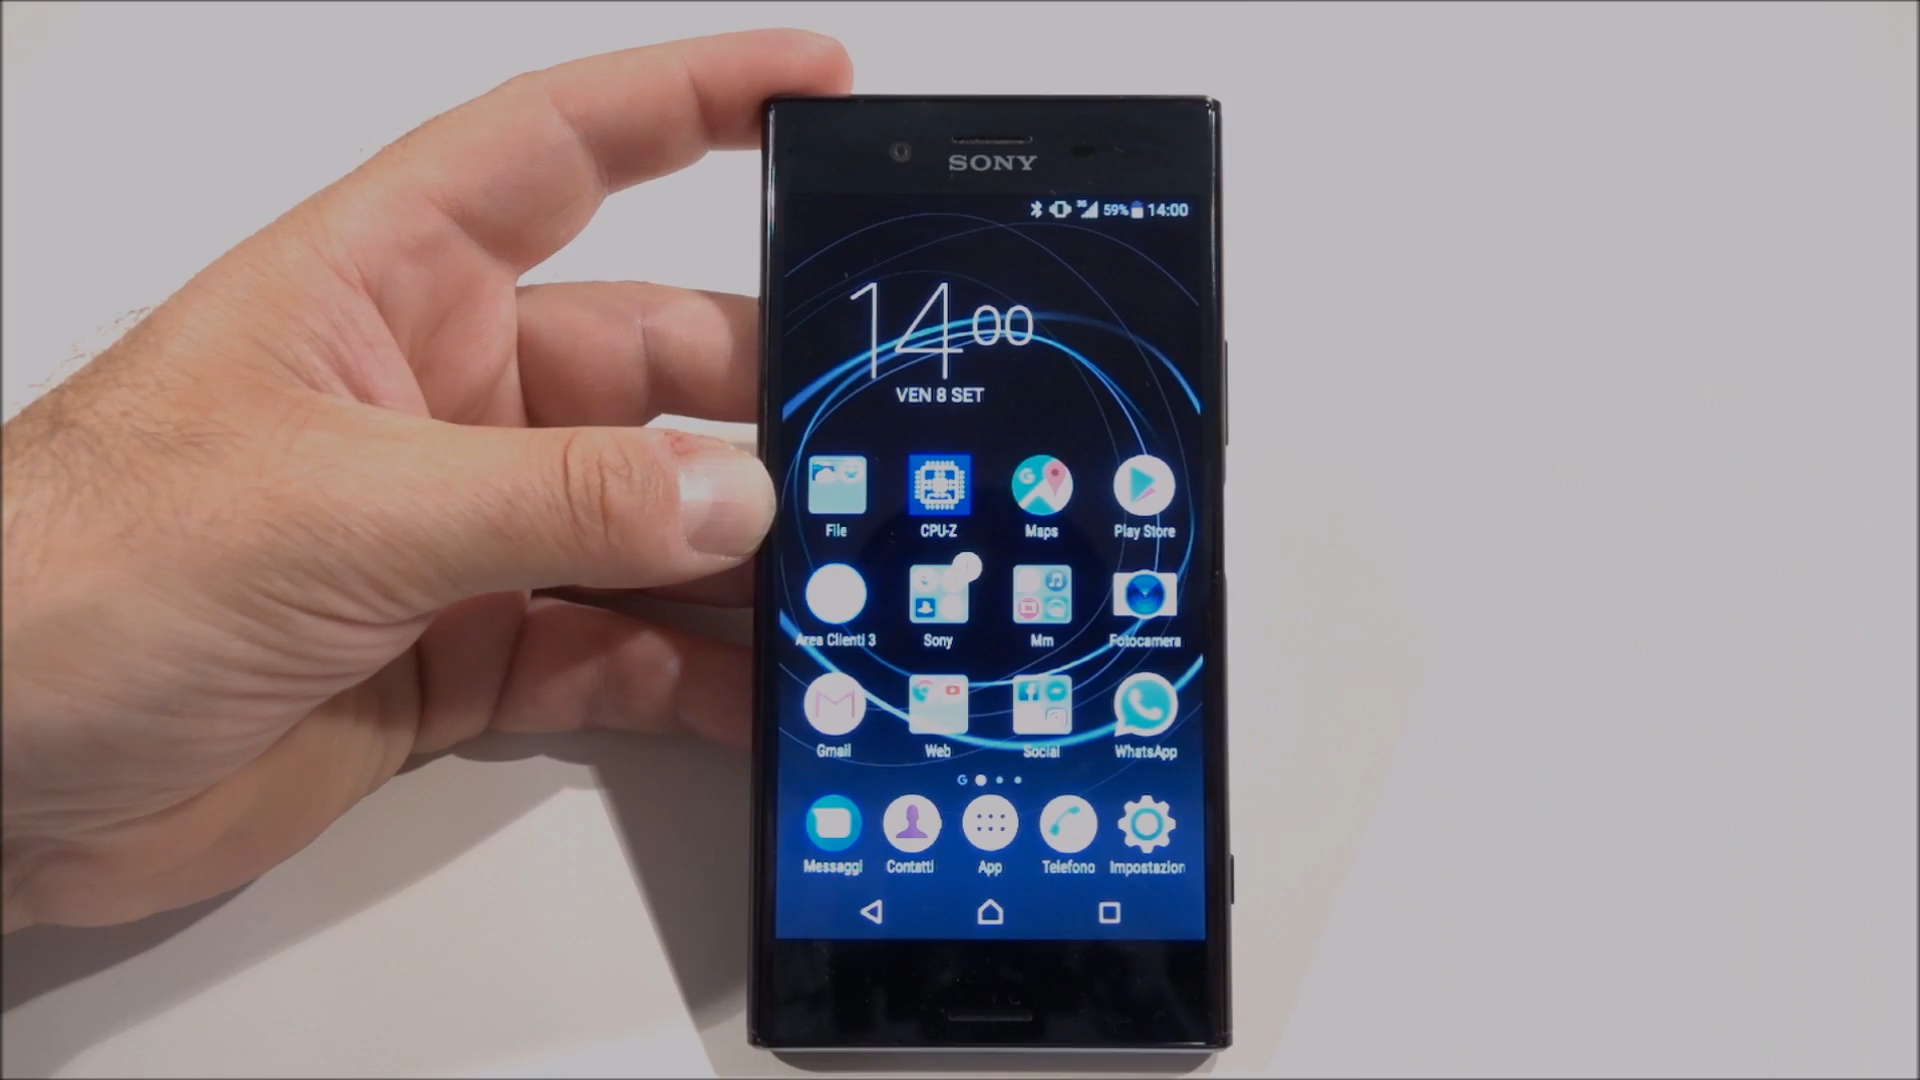 SONY
3G 59% 14:00
14 00
VEN 8 SET
File CPU-Z Maps Play Store
Area Clienti 3 Sony Mm Fotocamera
Gmail Web Social WhatsApp
G
Messaggi Contatti App Telefono Impostazion